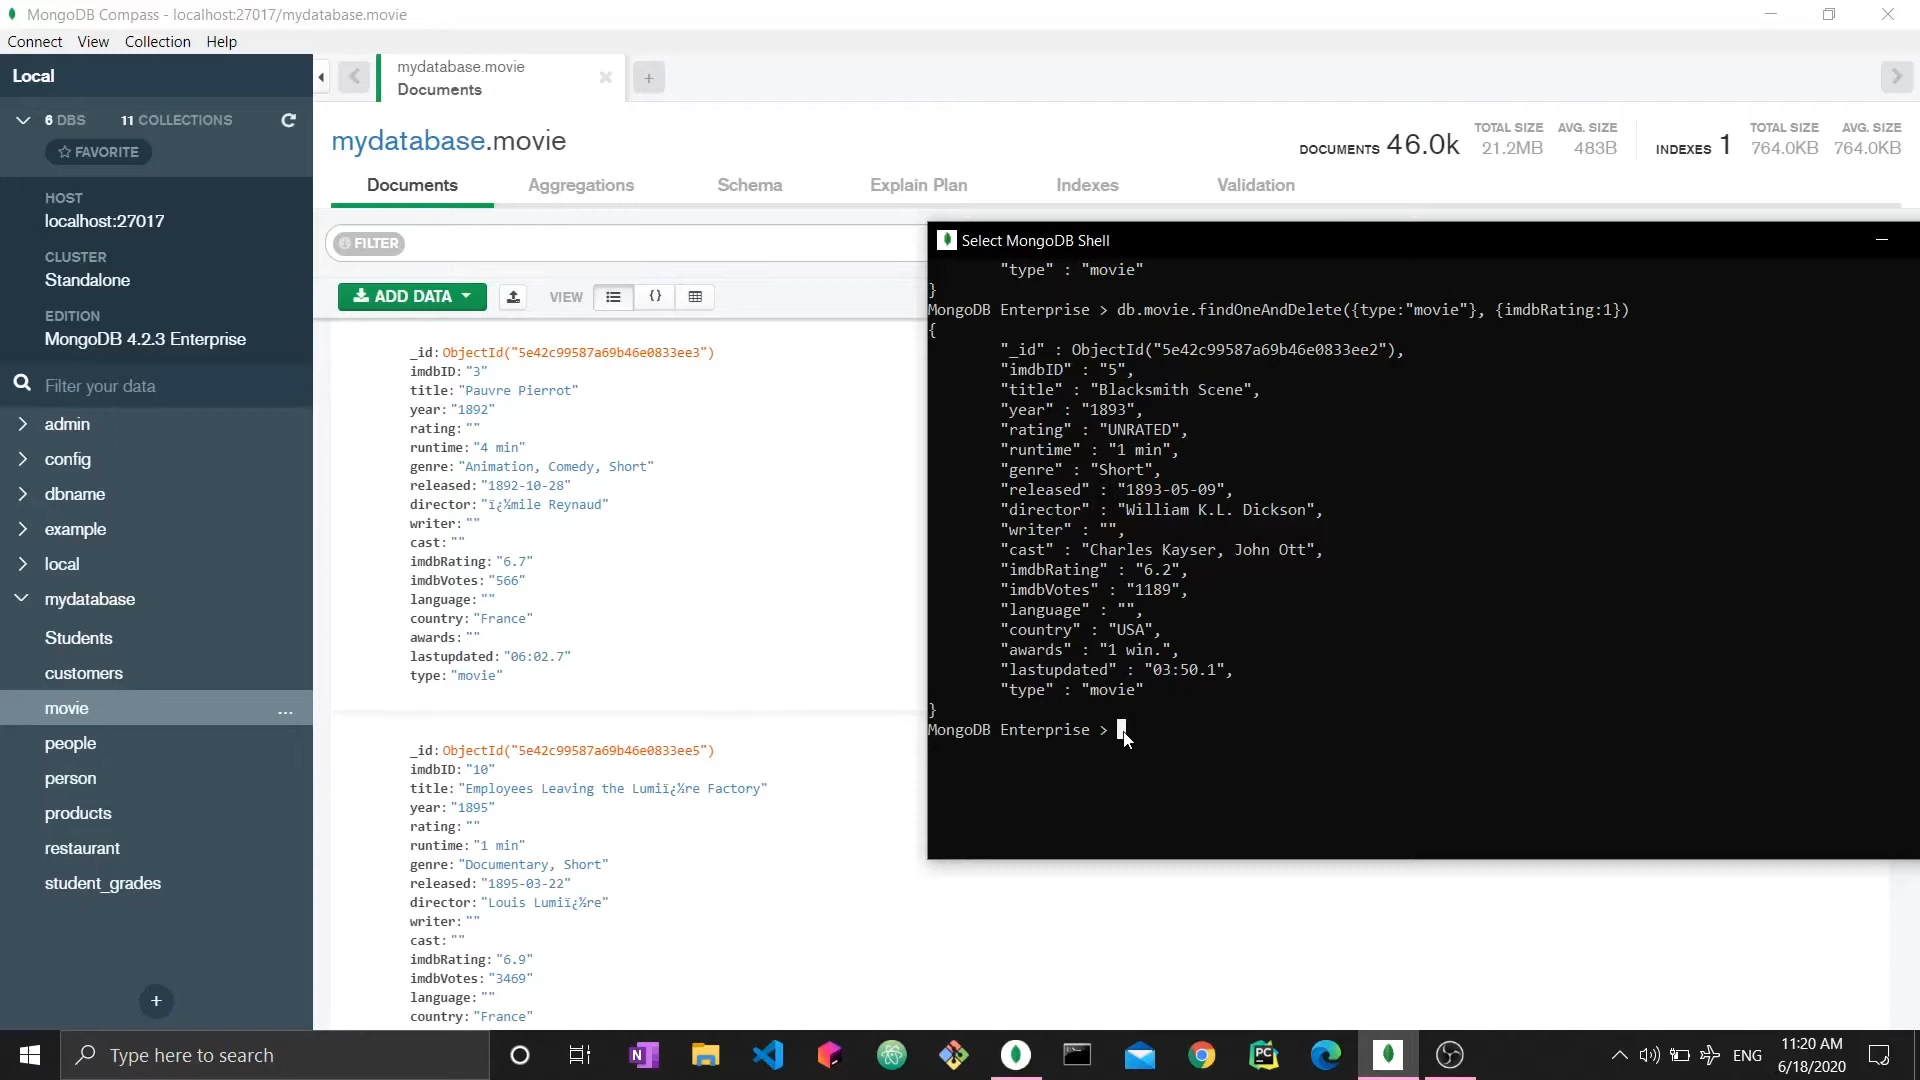 MongoDB Compass - localhost:27017/mydatabase.movie
Connect View Collection Help
Local
6 DBS 11 COLLECTIONS
FAVORITE
HOST
localhost:27017
CLUSTER
Standalone
EDITION
MongoDB 4.2.3 Enterprise
Filter your data
admin
config
dbname
example
local
mydatabase
Students
customers
movie ...
people
person
products
restaurant
student_grades
+
mydatabase.movie
Documents
+
mydatabase.movie
DOCUMENTS 46.0k
TOTAL SIZE
21.2MB
AVG. SIZE
483B
INDEXES 1
TOTAL SIZE
764.0KB
AVG. SIZE
764.0KB
Documents Aggregations Schema Explain Plan Indexes Validation
FILTER
ADD DATA
VIEW
{}
_id:ObjectId("5e42c99587a69b46e0833ee3")
imdbID:"3"
title:"Pauvre Pierrot"
year:"1892"
rating:""
runtime:"4 min"
genre:"Animation, Comedy, Short"
released:"1892-10-28"
director:"ï¿½mile Reynaud"
writer:""
cast:""
imdbRating:"6.7"
imdbVotes:"566"
language:""
country:"France"
awards:""
lastupdated:"06:02.7"
type:"movie"
_id:ObjectId("5e42c99587a69b46e0833ee5")
imdbID:"10"
title:"Employees Leaving the Lumiï¿½re Factory"
year:"1895"
rating:""
runtime:"1 min"
genre:"Documentary, Short"
released:"1895-03-22"
director:"Louis Lumiï¿½re"
writer:""
cast:""
imdbRating:"6.9"
imdbVotes:"3469"
language:""
country:"France"
Select MongoDB Shell
"type" : "movie"
}
MongoDB Enterprise > db.movie.findOneAndDelete({type:"movie"}, {imdbRating:1})
{
"_id" : ObjectId("5e42c99587a69b46e0833ee2"),
"imdbID" : "5",
"title" : "Blacksmith Scene",
"year" : "1893",
"rating" : "UNRATED",
"runtime" : "1 min",
"genre" : "Short",
"released" : "1893-05-09",
"director" : "William K.L. Dickson",
"writer" : "",
"cast" : "Charles Kayser, John Ott",
"imdbRating" : "6.2",
"imdbVotes" : "1189",
"language" : "",
"country" : "USA",
"awards" : "1 win.",
"lastupdated" : "03:50.1",
"type" : "movie"
}
MongoDB Enterprise >
Type here to search
N
PC
ENG
11:20 AM
6/18/2020